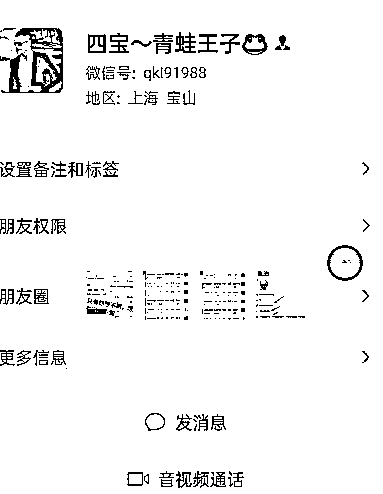 四宝～青蛙王子🐸
微信号: qkl91988
地区: 上海 宝山
设置备注和标签
朋友权限
朋友圈
更多信息
发消息
音视频通话